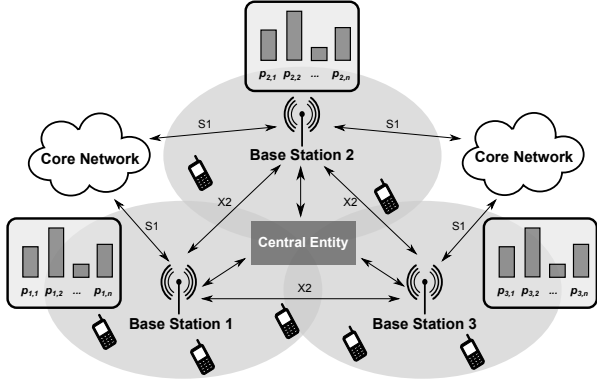 p2,1 p2,2 ... p2,n
S1
S1
Core Network
Base Station 2
Core Network
X2
X2
S1
S1
Central Entity
p1,1 p1,2 ... p1,n
X2
p3,1 p3,2 ... p3,n
Base Station 1
Base Station 3